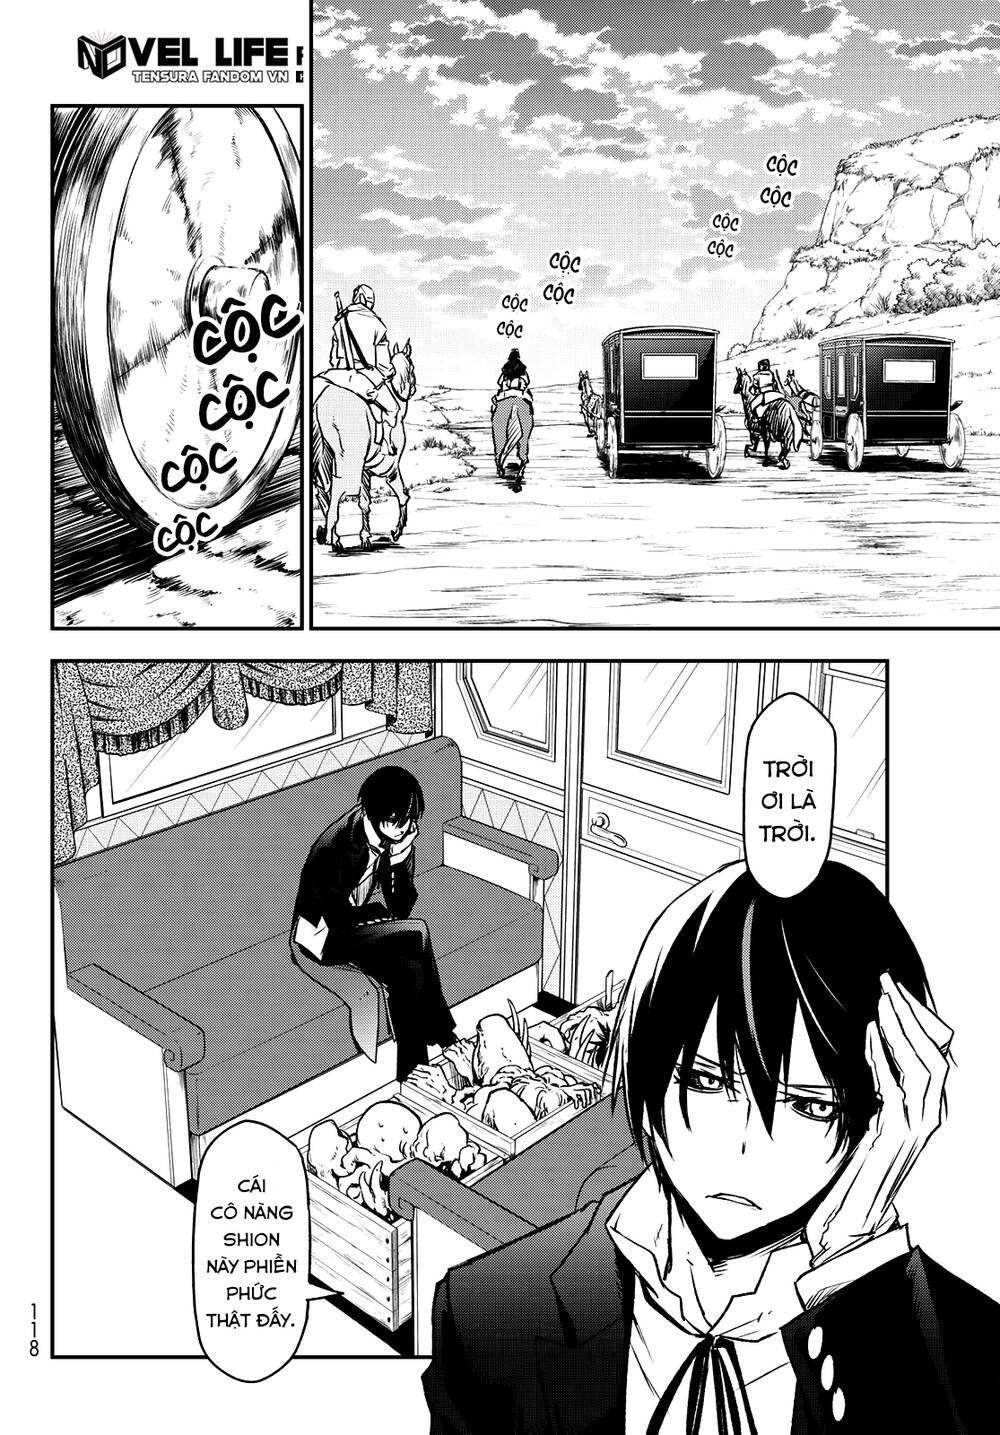 NOVEL LIFE
TENSURA FANDOM VN
CỘC
CỘC
CỘC
CỘC
CỘC
CỘC
CỘC
CỘC
CỘC
CỘC
CỘC
CỘC
TRỜI
ƠI LÀ
TRỜI.
CÁI
CÔ NÀNG
SHION
NÀY PHIỀN
PHỨC
THẬT ĐẤY.
118